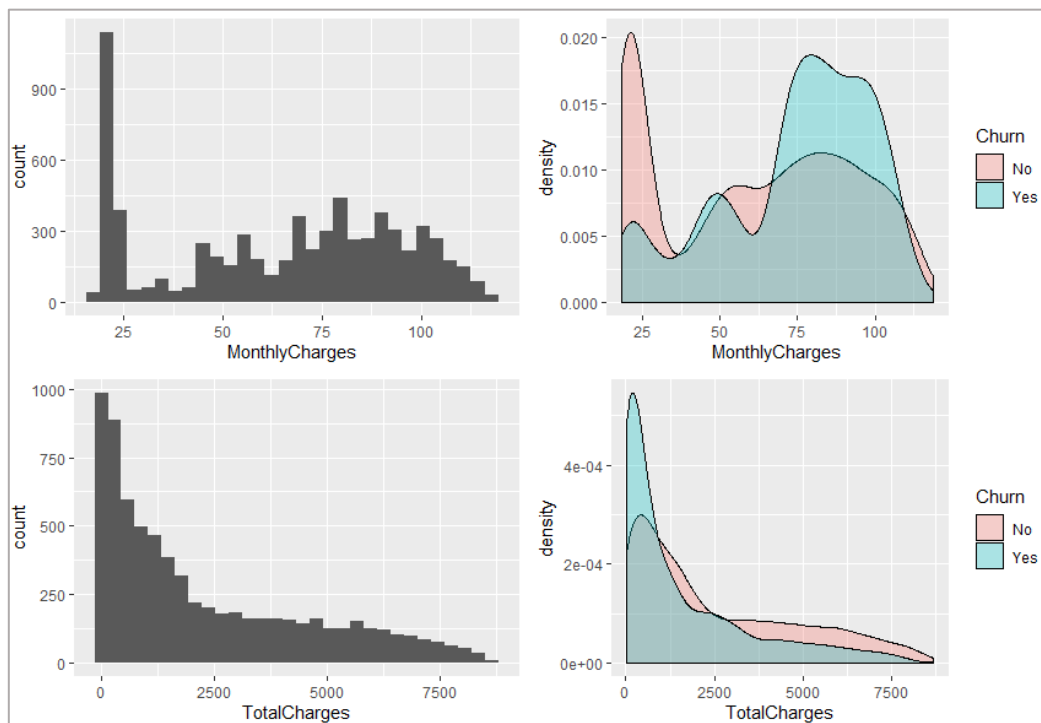 900
600
300
0
count
25
50
75
100
MonthlyCharges
0.020
0.015
0.010
0.005
0.000
density
25
50
75
100
MonthlyCharges
Churn
No
Yes
1000
750
500
250
0
count
0
2500
5000
7500
TotalCharges
4e-04
2e-04
0e+00
density
0
2500
5000
7500
TotalCharges
Churn
No
Yes